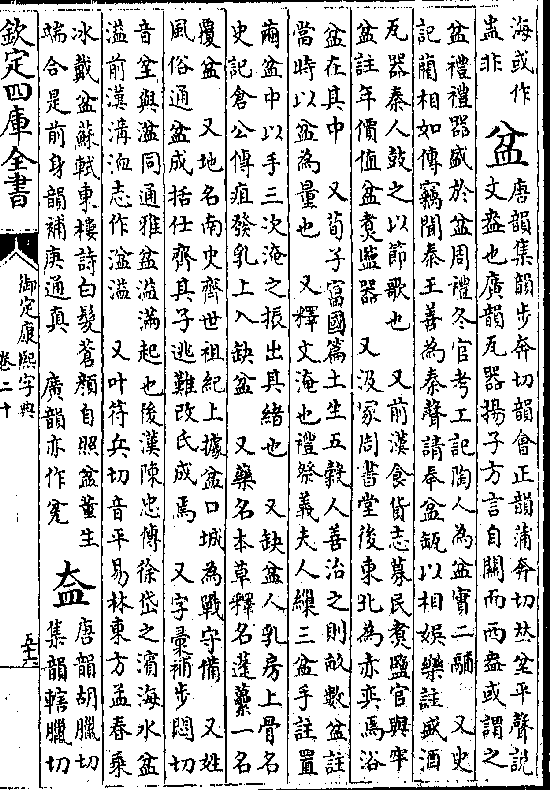 海或作
盅非
盆
唐韻集韻步奔切韻會正韻蒲奔切𠀤坌平聲說
文盎也廣韻瓦器揚子方言自關而西盎或謂之
盆禮禮器盛於盆周禮冬官考工記陶人為盆實二鬴　又史
記藺相如傳竊聞秦王善為秦聲請奉盆缻以相娛樂註盛酒
瓦器秦人鼓之以節歌也　又前漢食貨志募民煑鹽官與牢
盆註年價值盆煑鹽器　又汲冢周書堂後東北為赤奕焉浴
盆在其中　又荀子富國篇土生五穀人善治之則畝數盆註
當時以盆為量也　又釋文淹也禮祭義夫人繅三盆手註置
繭盆中以手三次淹之振出其緒也　又缺盆人乳房上骨名
史記倉公傳疽發乳上入缺盆　又藥名本草釋名蓬虆一名
覆盆　又地名南史齊世祖紀上據盆口城為戰守備　又姓
風俗通盆成括仕齊其子逃難改氏成焉　又字彙補步悶切
音坌與湓同通雅盆溢滿起也後漢陳忠傳徐岱之濱海水盆
溢前漢溝洫志作湓溢　又叶符兵切音平易林東方孟春乗
冰戴盆蘇軾東樓詩白髮蒼顔自照盆董生
端合是前身韻補庚通真　廣韻亦作
唐韻胡臘切
集韻轄臘切
欽定四庫全書
御定康熙字典
卷二十